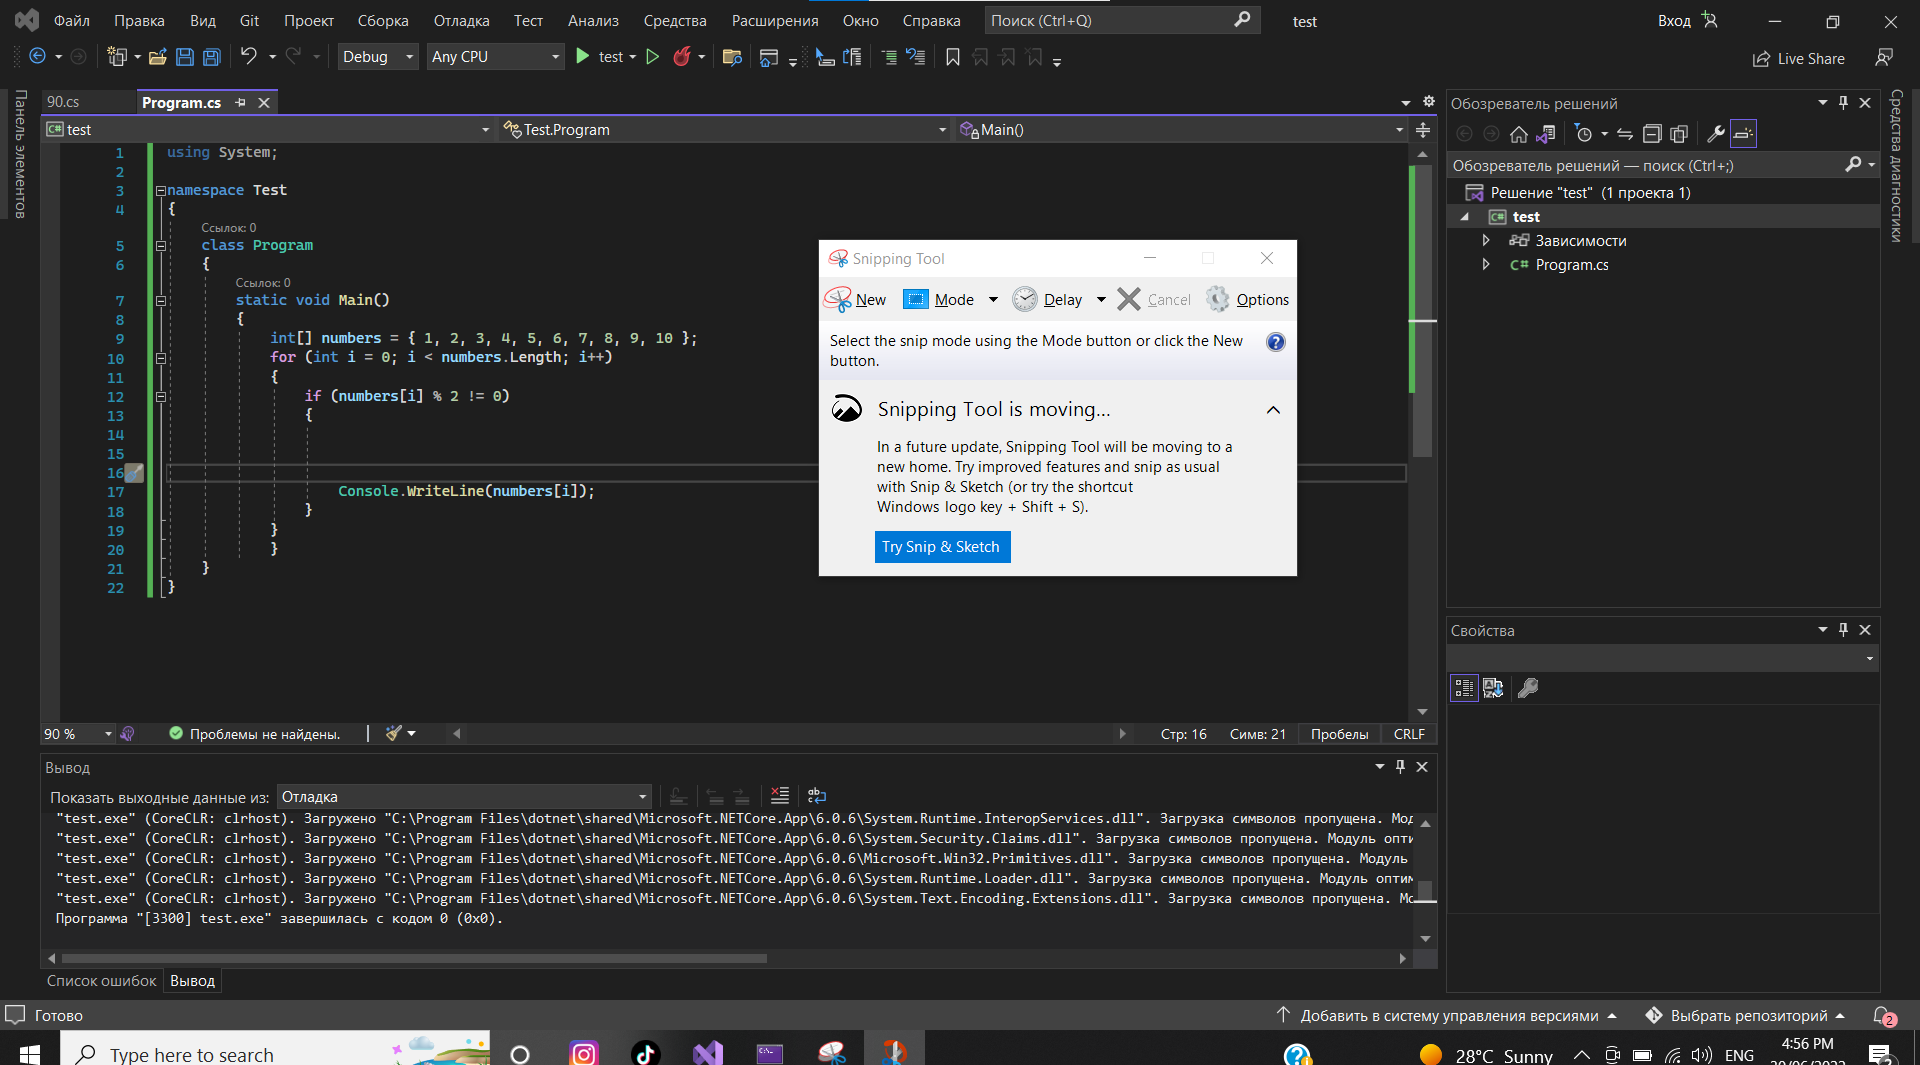 Файл Правка Вид Git Проект Сборка Отладка Тест Анализ Средства Расширения Окно Справка Поиск (Ctrl+Q) test Вход
Debug Any CPU test Live Share
Панель элементов
90.cs Program.cs
test Test.Program Main()
1 using System;
2
3 namespace Test
4 {
Ссылок: 0
5 class Program
6 {
Ссылок: 0
7 static void Main()
8 {
9 int[] numbers = { 1, 2, 3, 4, 5, 6, 7, 8, 9, 10 };
10 for (int i = 0; i < numbers.Length; i++)
11 {
12 if (numbers[i] % 2 != 0)
13 {
14
15
16
17 Console.WriteLine(numbers[i]);
18 }
19 }
20 }
21 }
22 }
Snipping Tool
New Mode Delay Cancel Options
Select the snip mode using the Mode button or click the New
button.
Snipping Tool is moving...
In a future update, Snipping Tool will be moving to a
new home. Try improved features and snip as usual
with Snip & Sketch (or try the shortcut
Windows logo key + Shift + S).
Try Snip & Sketch
Обозреватель решений
Обозреватель решений — поиск (Ctrl+;)
Решение "test" (1 проекта 1)
test
Зависимости
Program.cs
Средства диагностики
Свойства
90 % Проблемы не найдены. Стр: 16 Симв: 21 Пробелы CRLF
Вывод
Показать выходные данные из: Отладка
"test.exe" (CoreCLR: clrhost). Загружено "C:\Program Files\dotnet\shared\Microsoft.NETCore.App\6.0.6\System.Runtime.InteropServices.dll". Загрузка символов пропущена. Мод
"test.exe" (CoreCLR: clrhost). Загружено "C:\Program Files\dotnet\shared\Microsoft.NETCore.App\6.0.6\System.Security.Claims.dll". Загрузка символов пропущена. Модуль опти
"test.exe" (CoreCLR: clrhost). Загружено "C:\Program Files\dotnet\shared\Microsoft.NETCore.App\6.0.6\Microsoft.Win32.Primitives.dll". Загрузка символов пропущена. Модуль
"test.exe" (CoreCLR: clrhost). Загружено "C:\Program Files\dotnet\shared\Microsoft.NETCore.App\6.0.6\System.Runtime.Loader.dll". Загрузка символов пропущена. Модуль оптим
"test.exe" (CoreCLR: clrhost). Загружено "C:\Program Files\dotnet\shared\Microsoft.NETCore.App\6.0.6\System.Text.Encoding.Extensions.dll". Загрузка символов пропущена. Мо
Программа "[3300] test.exe" завершилась с кодом 0 (0x0).
Список ошибок Вывод
Готово Добавить в систему управления версиями Выбрать репозиторий 2
Type here to search 28°C Sunny ENG 4:56 PM